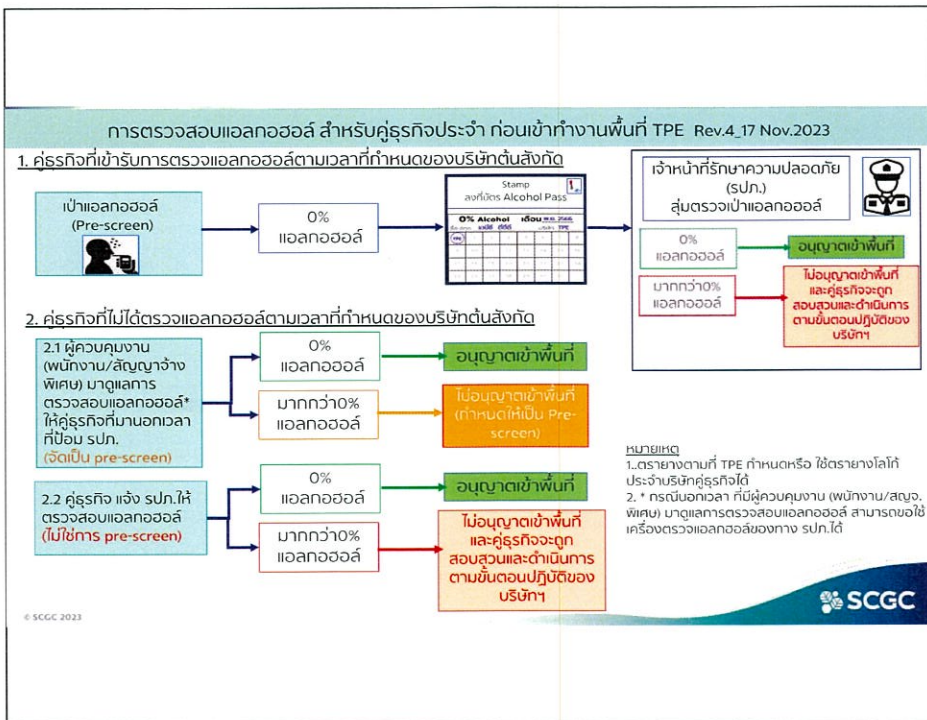 การตรวจสอบแอลกอฮอล์ สำหรับคู่ธุรกิจประจำ ก่อนเข้าทำงานพื้นที่ TPE Rev.4_17 Nov.2023
1. คู่ธุรกิจที่เข้ารับการตรวจแอลกอฮอล์ตามเวลาที่กำหนดของบริษัทต้นสังกัด
เป่าแอลกอฮอล์
(Pre-screen)
0%
แอลกอฮอล์
Stamp
ลงที่บัตร Alcohol Pass
0% Alcohol เดือน พ.ย. 2566
TPE
TPE
เจ้าหน้าที่รักษาความปลอดภัย
(รปภ.)
สุ่มตรวจเป่าแอลกอฮอล์
0%
แอลกอฮอล์
อนุญาตเข้าพื้นที่
มากกว่า0%
แอลกอฮอล์
ไม่อนุญาตเข้าพื้นที่
และคู่ธุรกิจจะถูก
สอบสวนและดำเนินการ
ตามขั้นตอนปฏิบัติของ
บริษัทฯ
2. คู่ธุรกิจที่ไม่ได้ตรวจแอลกอฮอล์ตามเวลาที่กำหนดของบริษัทต้นสังกัด
2.1 ผู้ควบคุมงาน
(พนักงาน/สัญญาจ้าง
พิเศษ) มาดูแลการ
ตรวจสอบแอลกอฮอล์*
ให้คู่ธุรกิจที่มานอกเวลา
ที่ป้อม รปภ.
(จัดเป็น pre-screen)
0%
แอลกอฮอล์
อนุญาตเข้าพื้นที่
มากกว่า0%
แอลกอฮอล์
ไม่อนุญาตเข้าพื้นที่
(กำหนดให้เป็น Pre-
screen)
2.2 คู่ธุรกิจ แจ้ง รปภ.ให้
ตรวจสอบแอลกอฮอล์
(ไม่ใช่การ pre-screen)
0%
แอลกอฮอล์
อนุญาตเข้าพื้นที่
มากกว่า0%
แอลกอฮอล์
ไม่อนุญาตเข้าพื้นที่
และคู่ธุรกิจจะถูก
สอบสวนและดำเนินการ
ตามขั้นตอนปฏิบัติของ
บริษัทฯ
หมายเหตุ
1..ตรายางตามที่ TPE กำหนดหรือ ใช้ตรายางโลโก้
ประจำบริษัทคู่ธุรกิจได้
2. * กรณีนอกเวลา ที่มีผู้ควบคุมงาน (พนักงาน/สญจ.
พิเศษ) มาดูแลการตรวจสอบแอลกอฮอล์ สามารถขอใช้
เครื่องตรวจแอลกอฮอล์ของทาง รปภ.ได้
SCGC
© SCGC 2023